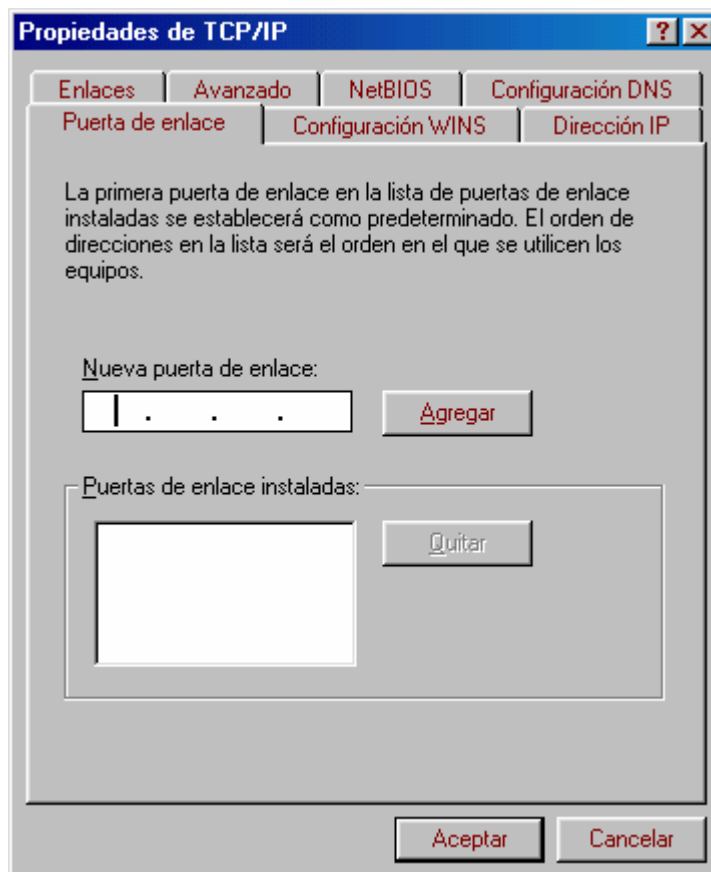 Propiedades de TCP/IP
Enlaces Avanzado NetBIOS Configuración DNS
Puerta de enlace Configuración WINS Dirección IP
La primera puerta de enlace en la lista de puertas de enlace
instaladas se establecerá como predeterminado. El orden de
direcciones en la lista será el orden en el que se utilicen los
equipos.
Nueva puerta de enlace:
. . .
Agregar
Puertas de enlace instaladas:
Quitar
Aceptar Cancelar